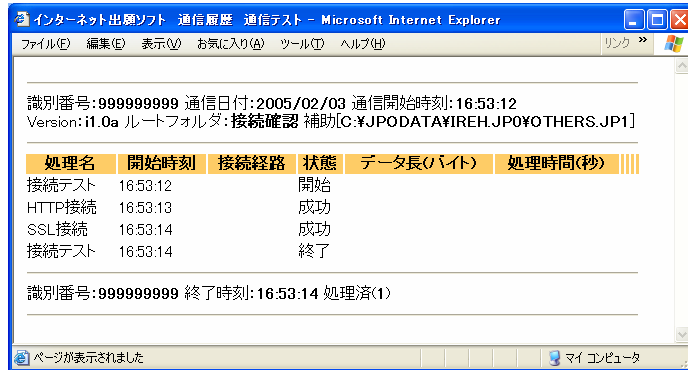 インターネット出願ソフト 通信履歴 通信テスト - Microsoft Internet Explorer
ファイル(F) 編集(E) 表示(V) お気に入り(A) ツール(T) ヘルプ(H) リンク »
識別番号:999999999 通信日付:2005/02/03 通信開始時刻:16:53:12
Version:i1.0a ルートフォルダ:接続確認 補助[C:¥JPODATA¥IREH.JP0¥OTHERS.JP1]
処理名 開始時刻 接続経路 状態 データ長(バイト) 処理時間(秒)
接続テスト 16:53:12 開始
HTTP接続 16:53:13 成功
SSL接続 16:53:14 成功
接続テスト 16:53:14 終了
識別番号:999999999 終了時刻:16:53:14 処理済(1)
ページが表示されました マイ コンピュータ